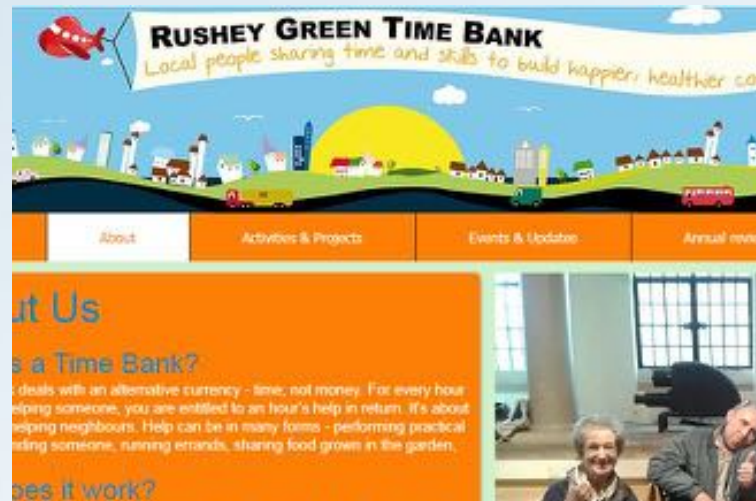 RUSHEY GREEN TIME BANK
Local people sharing time and skills to build happier, healthier co
About
Activities & Projects
Events & Updates
Annual revi
ut Us
s a Time Bank?
deals with an alternative currency - time, not money. For every hour
elping someone, you are entitled to an hour's help in return. It's about
elping neighbours. Help can be in many forms - performing practical
nding someone, running errands, sharing food grown in the garden,
oes it work?